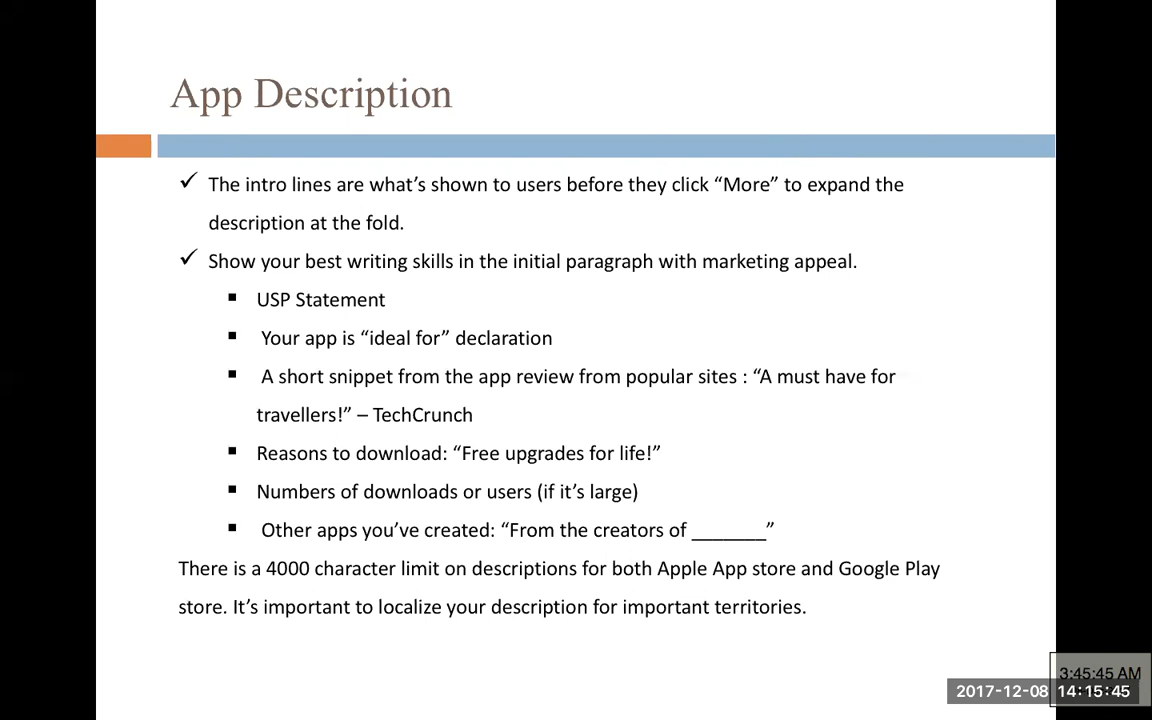 App Description
✓ The intro lines are what’s shown to users before they click “More” to expand the
description at the fold.
✓ Show your best writing skills in the initial paragraph with marketing appeal.
▪ USP Statement
▪ Your app is “ideal for” declaration
▪ A short snippet from the app review from popular sites : “A must have for
travellers!” – TechCrunch
▪ Reasons to download: “Free upgrades for life!”
▪ Numbers of downloads or users (if it’s large)
▪ Other apps you’ve created: “From the creators of _______”
There is a 4000 character limit on descriptions for both Apple App store and Google Play
store. It’s important to localize your description for important territories.
3:45:45 AM
2017-12-08 14:15:45